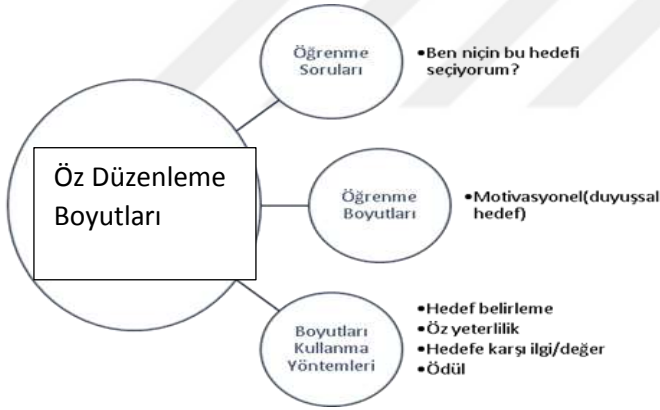 Öğrenme
Soruları
•Ben niçin bu hedefi
seçiyorum?
Öz Düzenleme
Boyutları
Öğrenme
Boyutları
•Motivasyonel(duyuşsal
hedef)
Boyutları
Kullanma
Yöntemleri
•Hedef belirleme
•Öz yeterlilik
•Hedefe karşı ilgi/değer
•Ödül